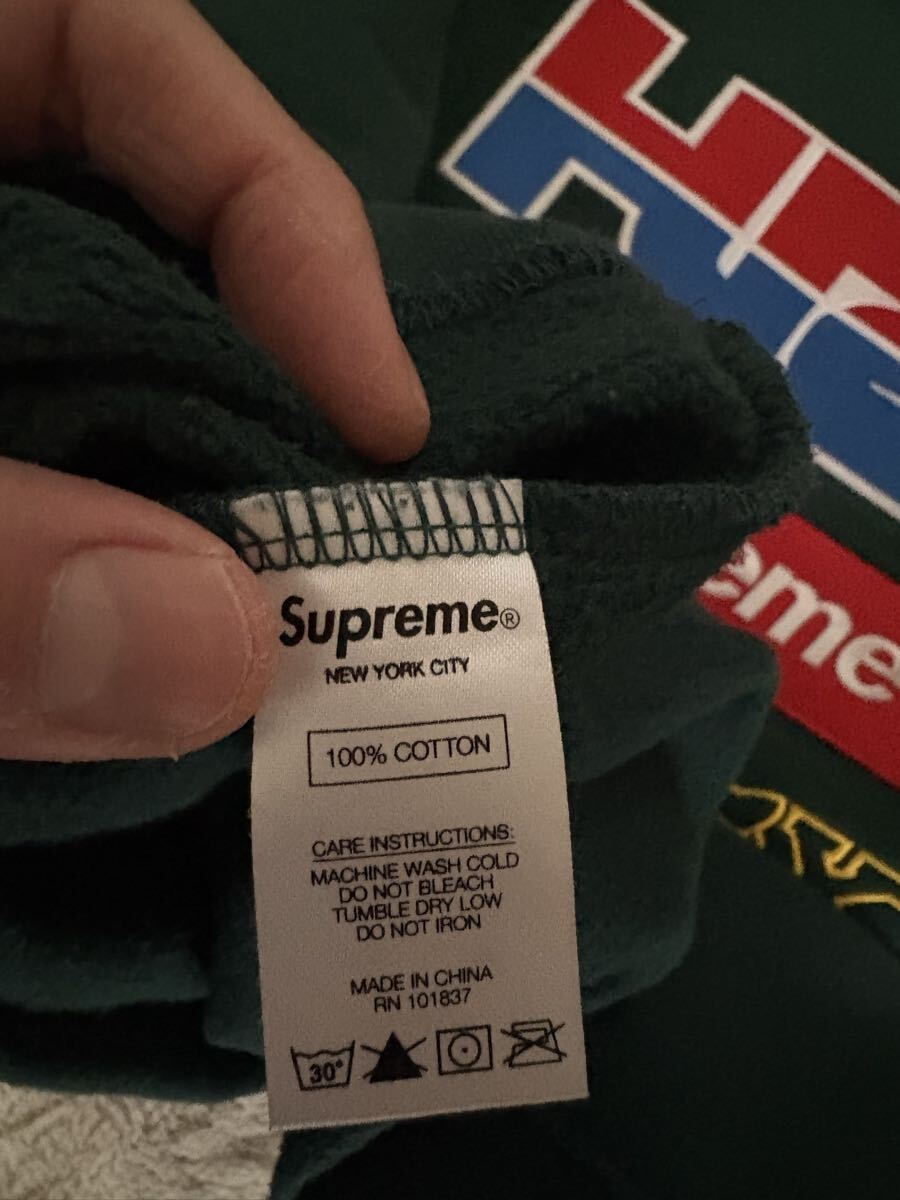 Supreme®
NEW YORK CITY
100% COTTON
CARE INSTRUCTIONS:
MACHINE WASH COLD
DO NOT BLEACH
TUMBLE DRY LOW
DO NOT IRON
MADE IN CHINA
RN 101837
30°
eme